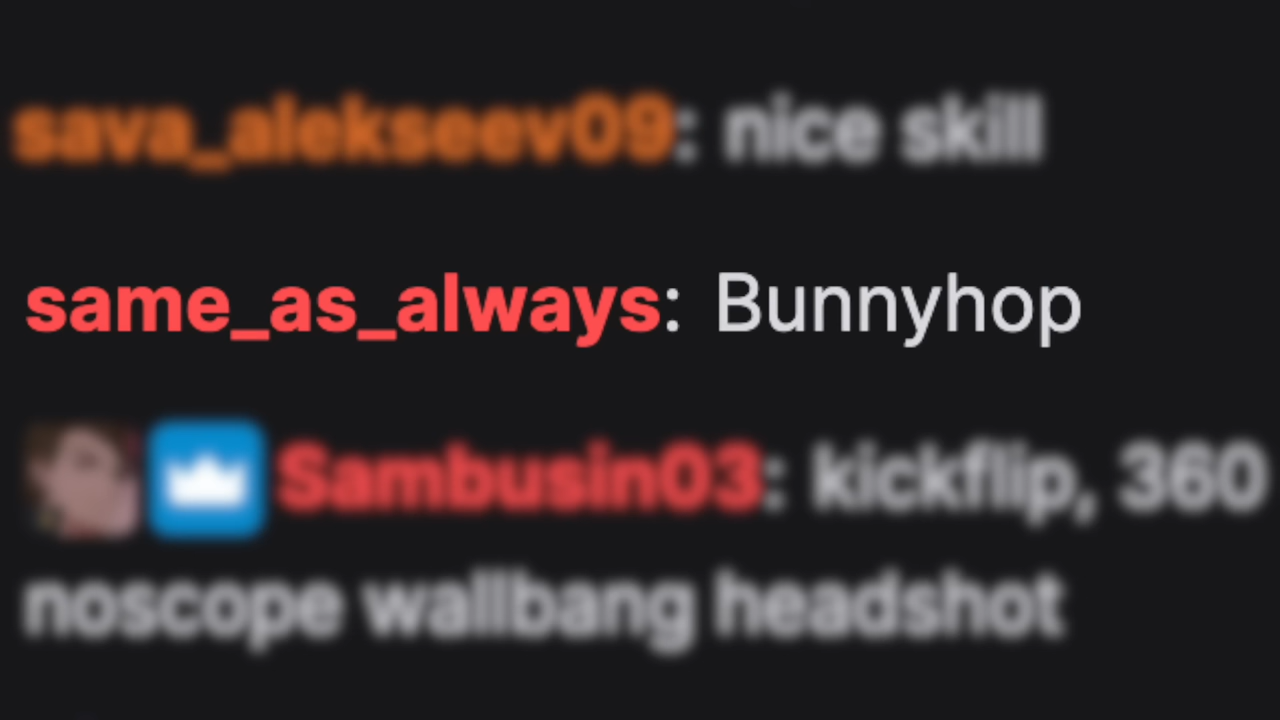 sava_alekseev09: nice skill
same_as_always: Bunnyhop
Sambusin03: kickflip, 360
noscope wallbang headshot